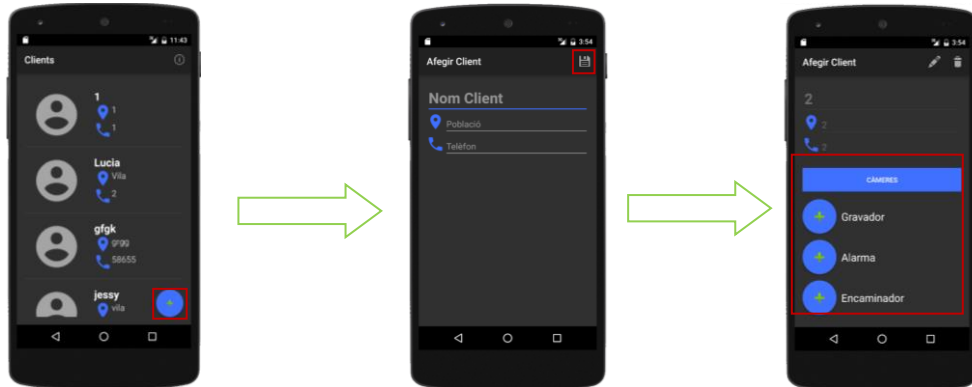 11:43
Clients
1
1
1
Lucia
Vila
2
gfgk
grgg
58655
jessy
vila
3:54
Afegir Client
Nom Client
Població
Telèfon
3:54
Afegir Client
2
2
2
CÀMERES
Gravador
Alarma
Encaminador